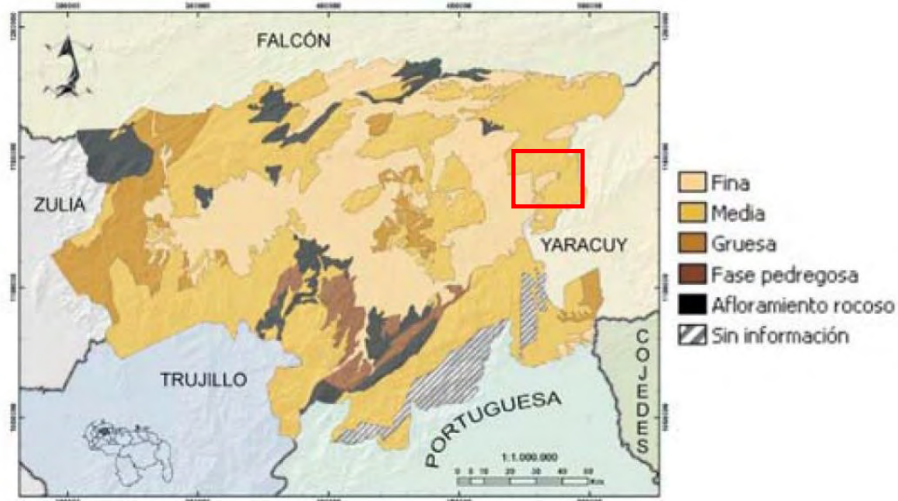 FALCÓN
ZULIA
YARACUY
TRUJILLO
PORTUGUESA
COJEDES
1:1.000.000
Fina
Media
Gruesa
Fase pedregosa
Afloramiento rocoso
Sin información